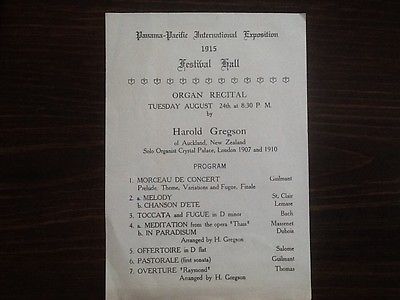 Panama-Pacific International Exposition
1915
Festival Hall
ORGAN RECITAL
TUESDAY AUGUST 24th at 8:30 P. M.
by
Harold Gregson
of Auckland, New Zealand
Solo Organist Crystal Palace, London 1907 and 1910
PROGRAM
1. MORCEAU DE CONCERT Guilmant
Prelude, Theme, Variations and Fugue, Finale
2. a. MELODY St. Clair
b. CHANSON D'ETE Lemare
3. TOCCATA and FUGUE in D minor Bach
4. a. MEDITATION from the opera "Thais" Massenet
b. IN PARADISUM Dubois
Arranged by H. Gregson
5. OFFERTOIRE in D flat Salome
6. PASTORALE (first sonata) Guilmant
7. OVERTURE "Raymond" Thomas
Arranged by H. Gregson